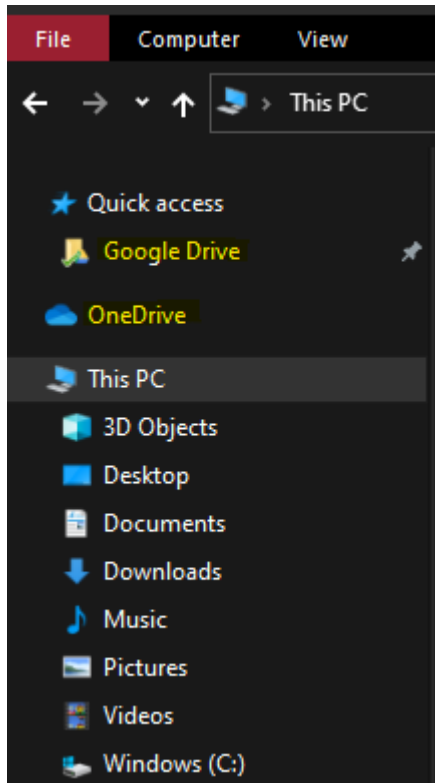 File Computer View
This PC
Quick access
Google Drive
OneDrive
This PC
3D Objects
Desktop
Documents
Downloads
Music
Pictures
Videos
Windows (C:)